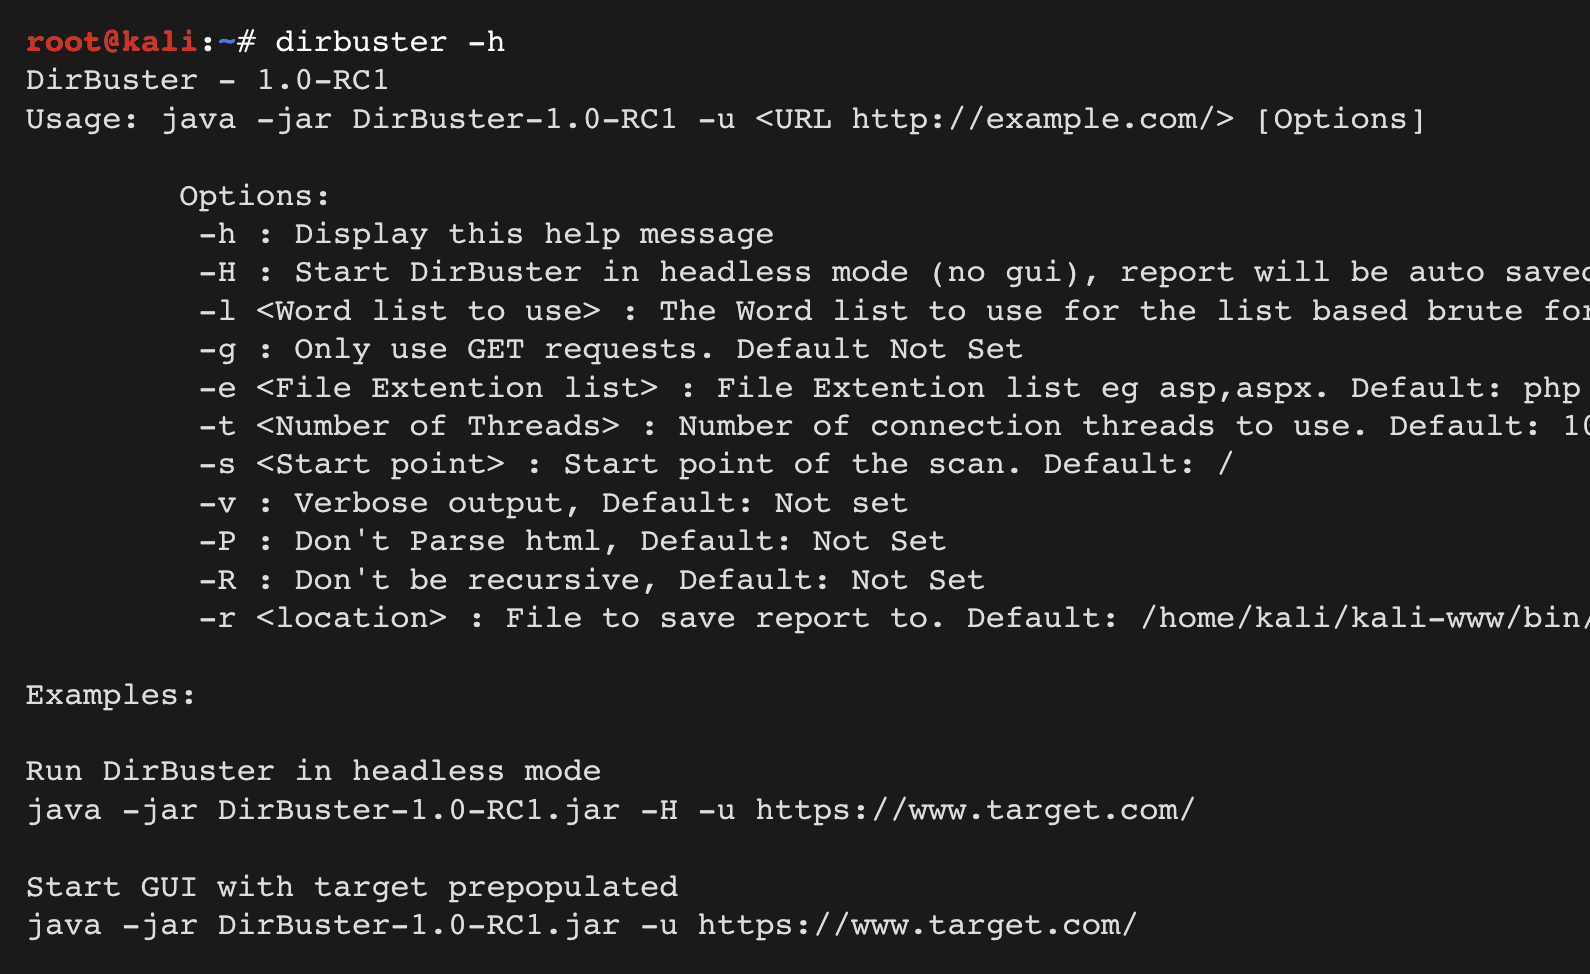 root@kali:~# dirbuster -h
DirBuster - 1.0-RC1
Usage: java -jar DirBuster-1.0-RC1 -u <URL http://example.com/> [Options]
Options:
-h : Display this help message
-H : Start DirBuster in headless mode (no gui), report will be auto saved
-l <Word list to use> : The Word list to use for the list based brute for
-g : Only use GET requests. Default Not Set
-e <File Extention list> : File Extention list eg asp,aspx. Default: php
-t <Number of Threads> : Number of connection threads to use. Default: 10
-s <Start point> : Start point of the scan. Default: /
-v : Verbose output, Default: Not set
-P : Don't Parse html, Default: Not Set
-R : Don't be recursive, Default: Not Set
-r <location> : File to save report to. Default: /home/kali/kali-www/bin/
Examples:
Run DirBuster in headless mode
java -jar DirBuster-1.0-RC1.jar -H -u https://www.target.com/
Start GUI with target prepopulated
java -jar DirBuster-1.0-RC1.jar -u https://www.target.com/